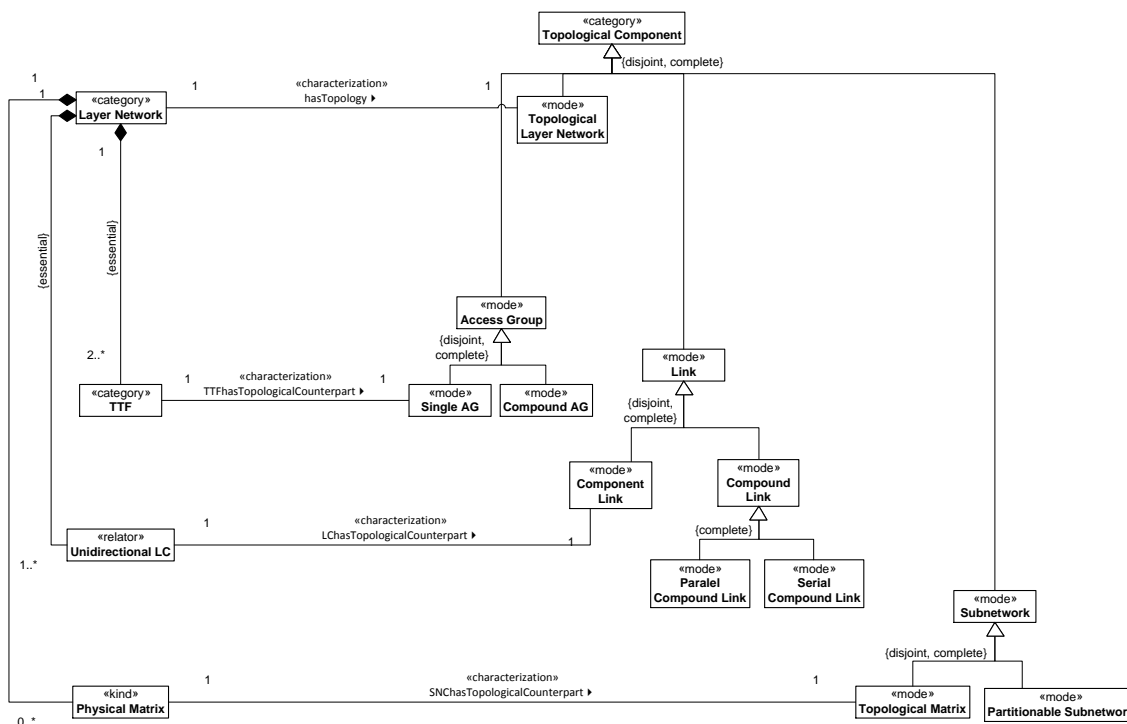 «category»
Topological Component
{disjoint, complete}
1
1
«category»
Layer Network
1
«characterization»
hasTopology
1
«mode»
Topological
Layer Network
1
{essential}
{essential}
«mode»
Access Group
{disjoint,
complete}
«mode»
Link
2..*
«category»
TTF
1
«characterization»
TTFhasTopologicalCounterpart
1
«mode»
Single AG
«mode»
Compound AG
{disjoint,
complete}
«mode»
Component
Link
«mode»
Compound
Link
{complete}
«relator»
Unidirectional LC
1
«characterization»
LChasTopologicalCounterpart
1
1..*
«mode»
Paralel
Compound Link
«mode»
Serial
Compound Link
«mode»
Subnetwork
{disjoint, complete}
«kind»
Physical Matrix
1
«characterization»
SNChasTopologicalCounterpart
1
«mode»
Topological Matrix
«mode»
Partitionable Subnetwork
0..*